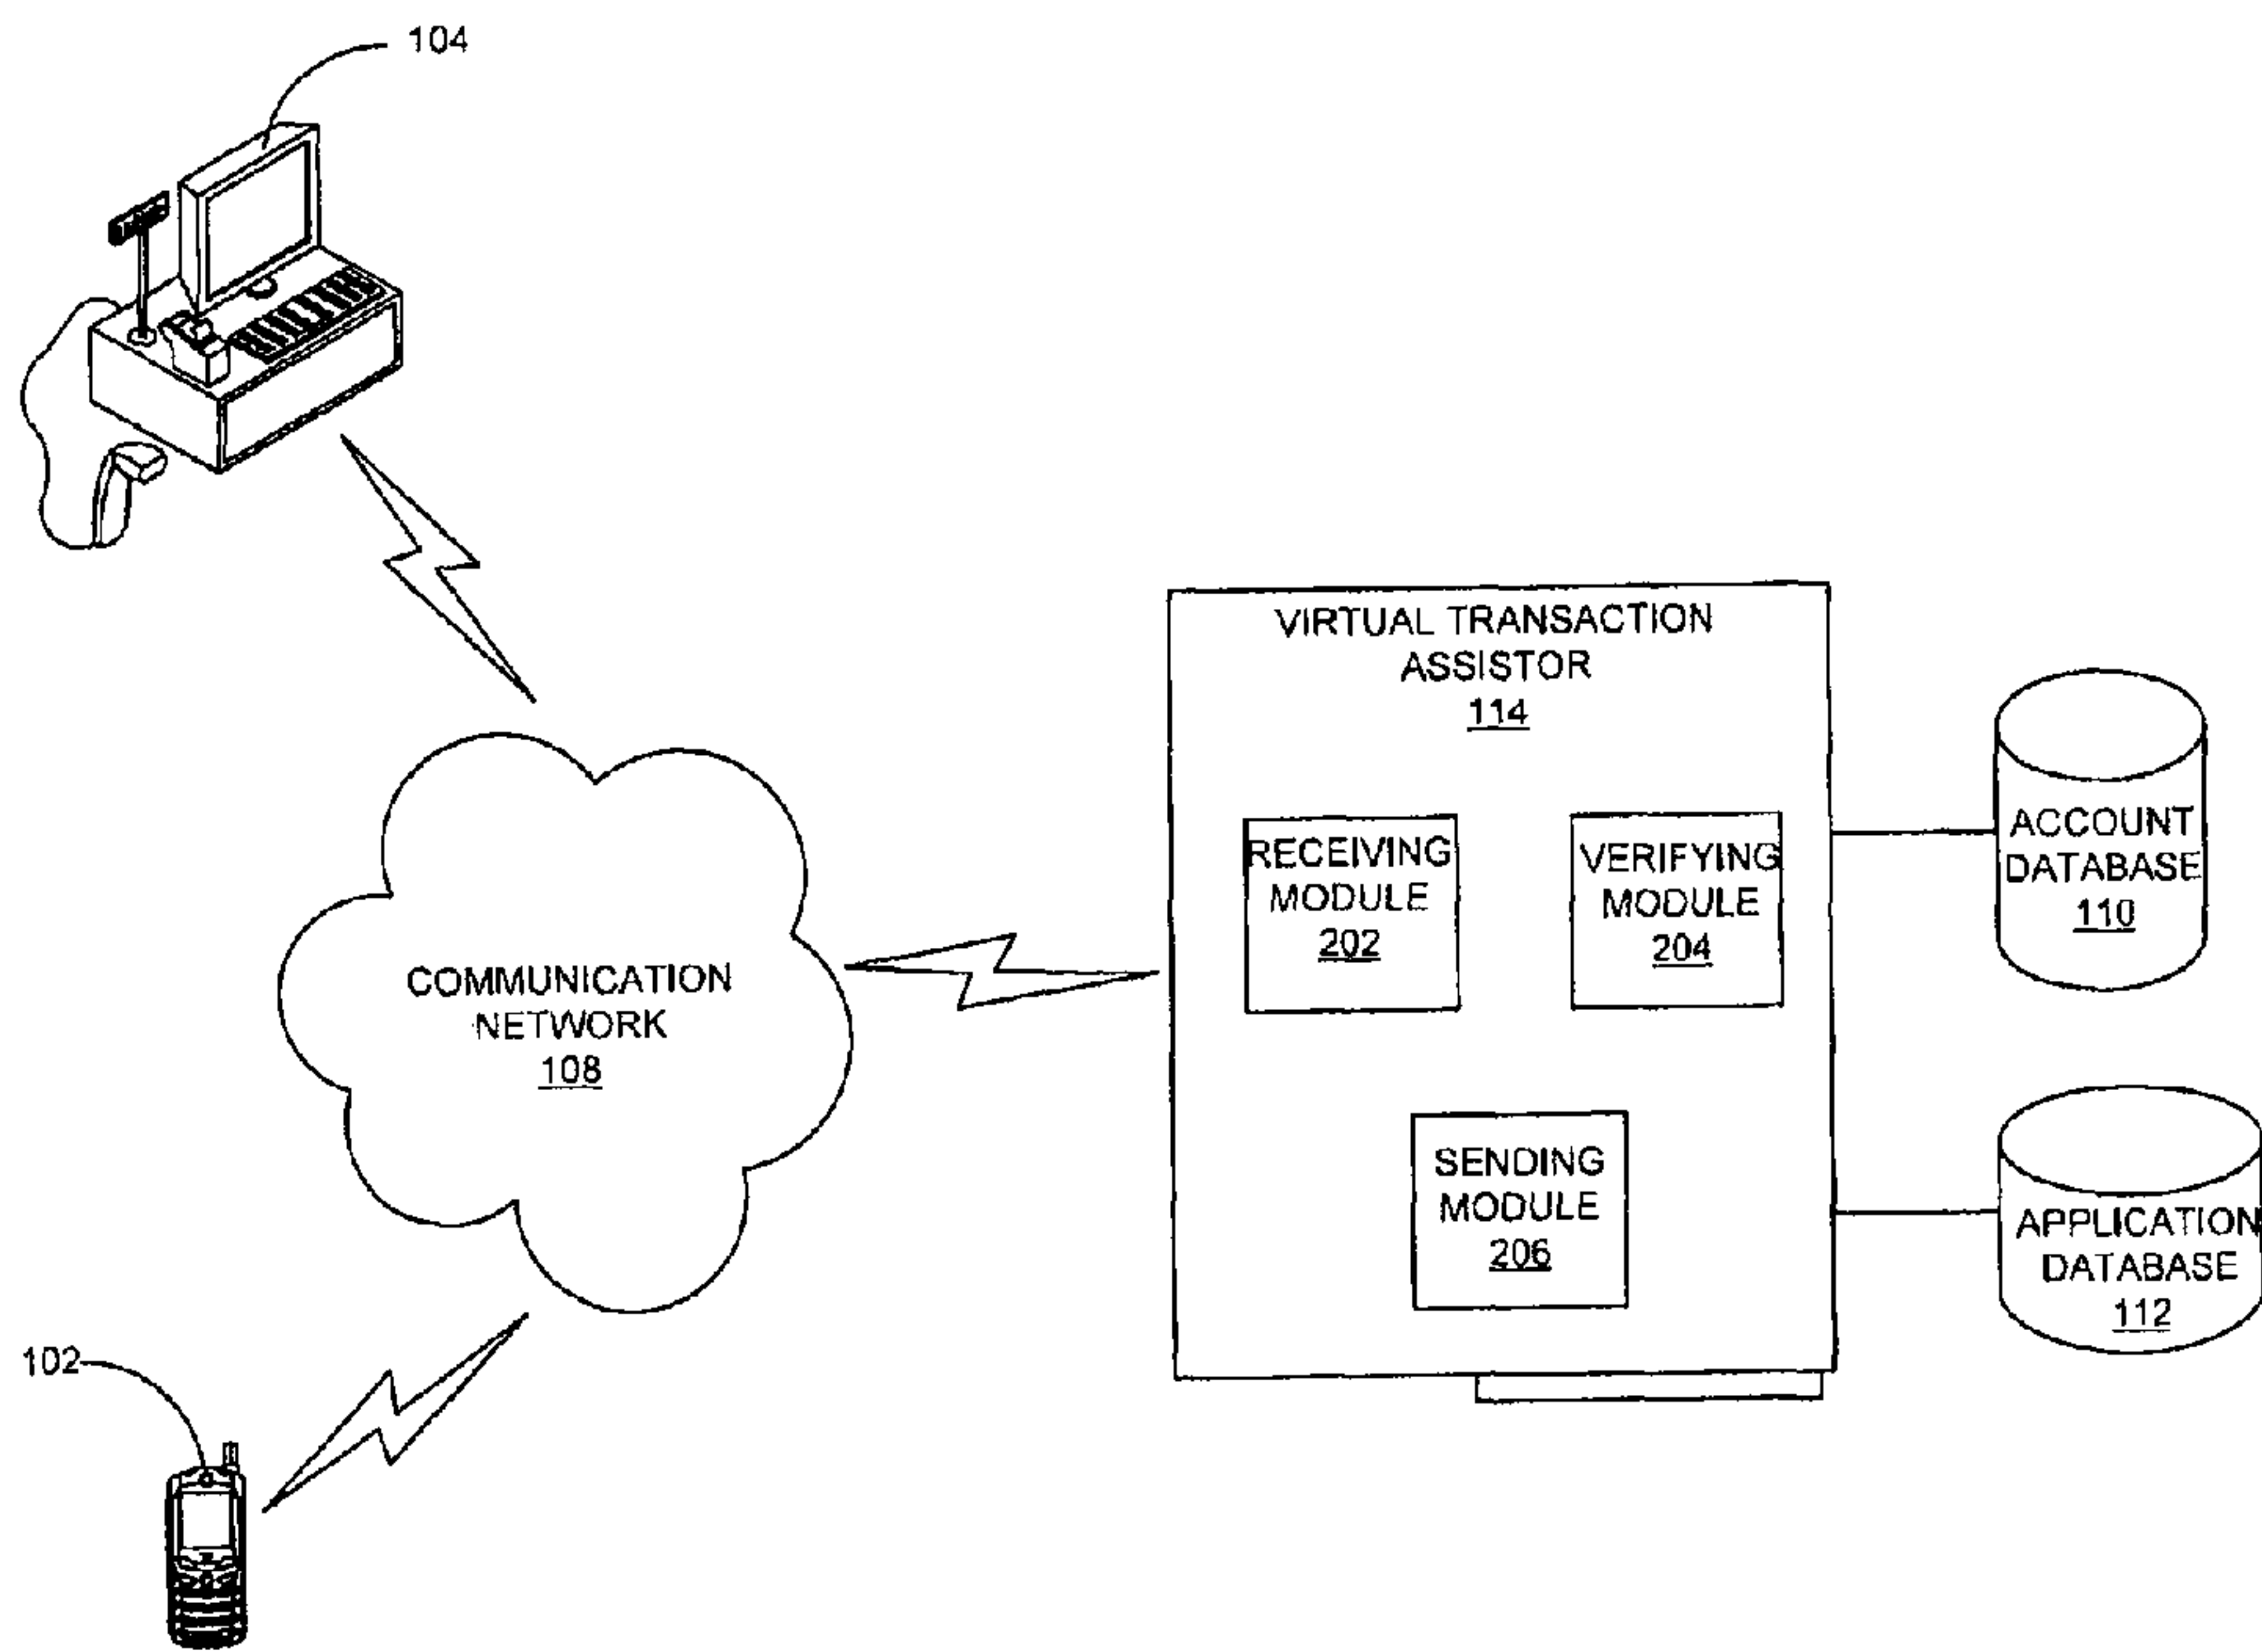 104
VIRTUAL TRANSACTION
ASSISTOR
114
RECEIVING
MODULE
202
VERIFYING
MODULE
204
SENDING
MODULE
206
ACCOUNT
DATABASE
110
APPLICATION
DATABASE
112
COMMUNICATION
NETWORK
108
102